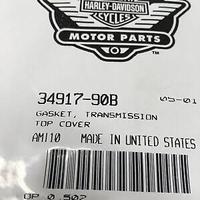 HARLEY-DAVIDSON
CYCLES
MOTOR PARTS
34917-90B 05-01
GASKET, TRANSMISSION
TOP COVER
AM110 MADE IN UNITED STATES